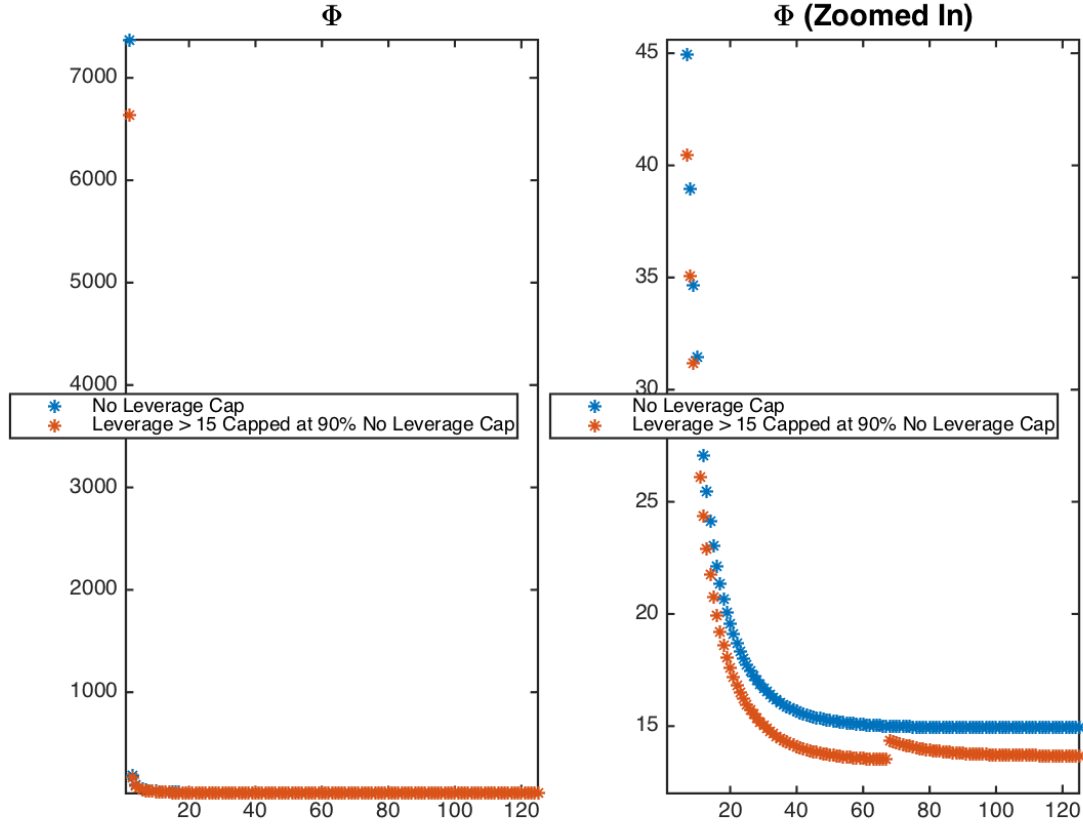 Φ
7000
6000
5000
4000
3000
2000
1000
20 40 60 80 100 120
No Leverage Cap
Leverage > 15 Capped at 90% No Leverage Cap
Φ (Zoomed In)
45
40
35
30
25
20
15
20 40 60 80 100 120
No Leverage Cap
Leverage > 15 Capped at 90% No Leverage Cap